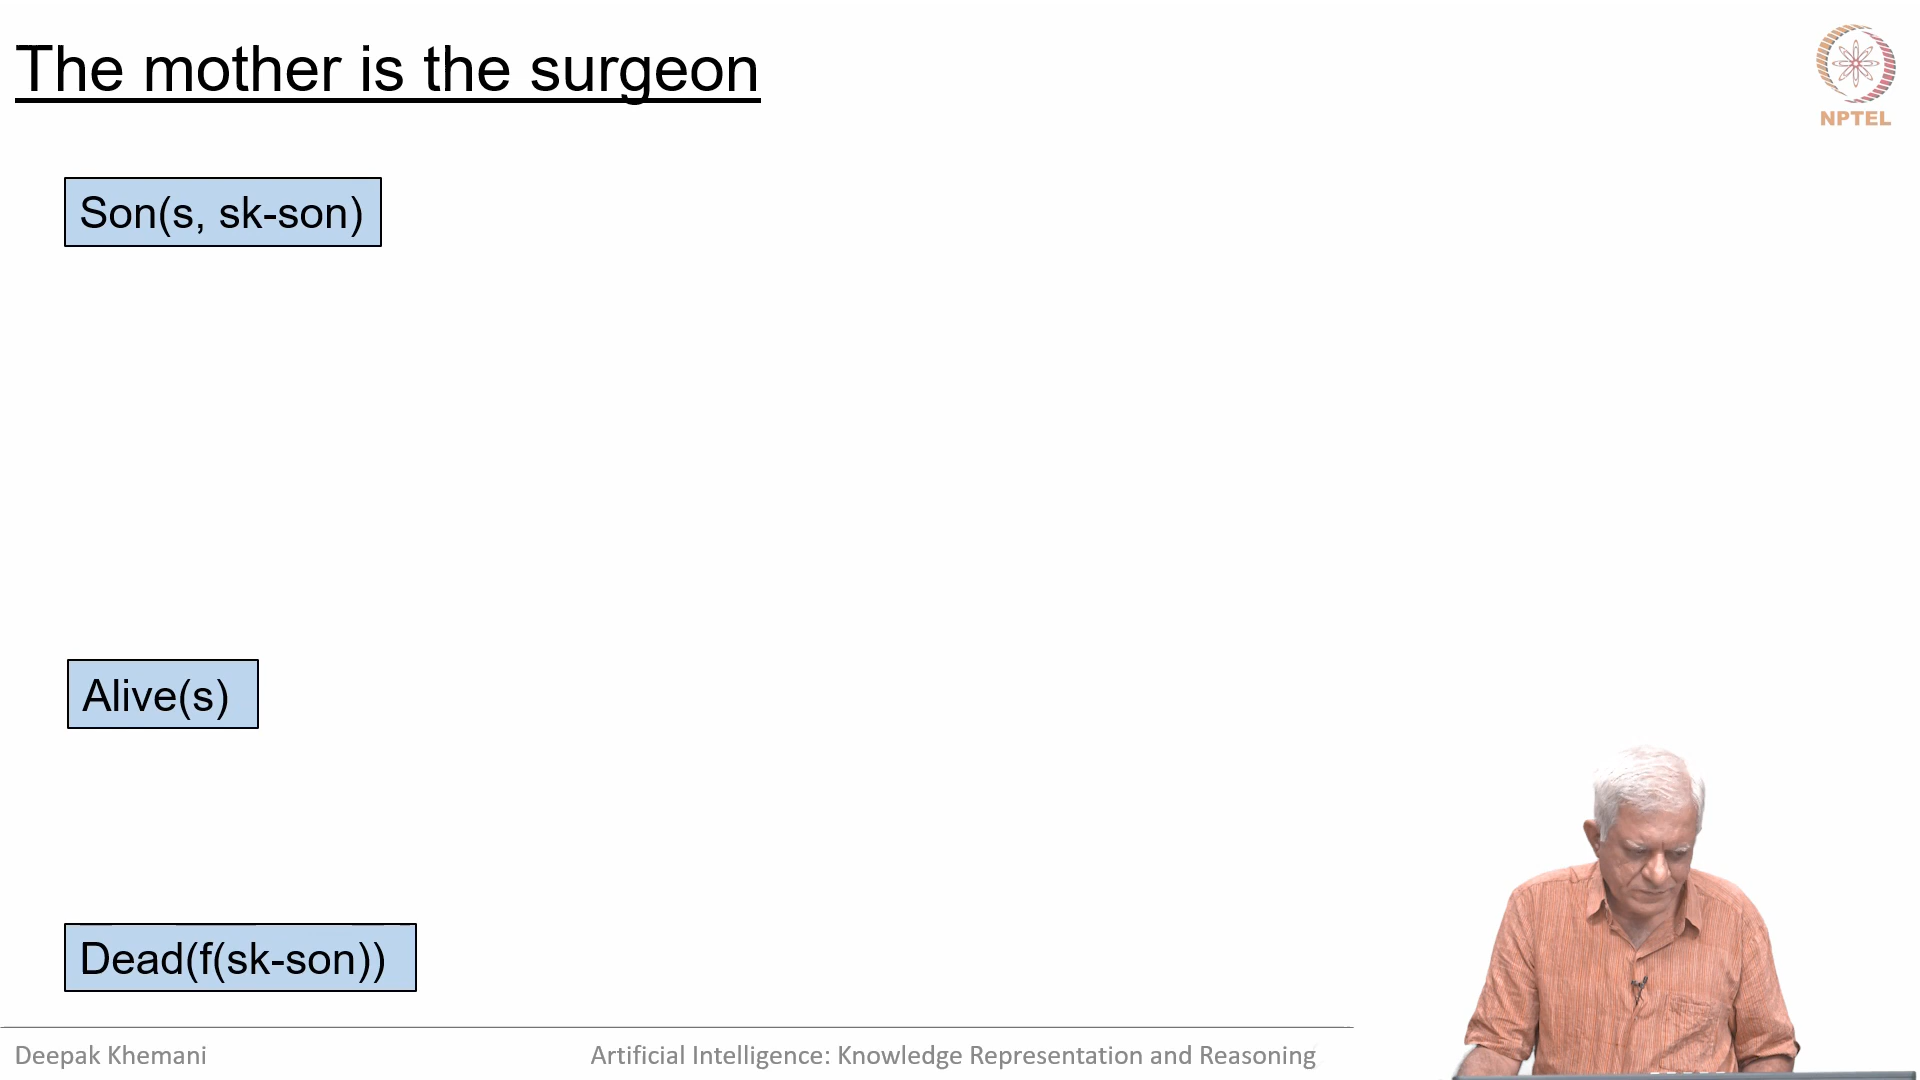 The mother is the surgeon
NPTEL
Son(s, sk-son)
Alive(s)
Dead(f(sk-son))
Deepak Khemani
Artificial Intelligence: Knowledge Representation and Reasoning